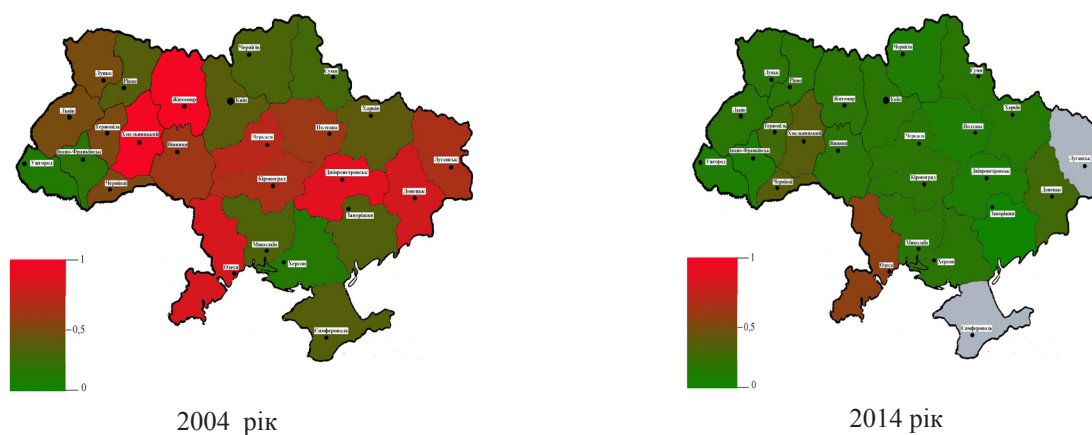 Чернігів
Суми
Луцьк
Рівне
Житомир
Київ
Харків
Львів
Тернопіль
Хмельницький
Черкаси
Полтава
Вінниця
Луганськ
Ужгород
Івано-Франківськ
Дніпропетровськ
Кіровоград
Донецьк
Чернівці
Запоріжжя
Миколаїв
Херсон
Одеса
Сімферополь
1
0,5
0
2004 рік
Чернігів
Суми
Луцьк
Рівне
Житомир
Київ
Харків
Львів
Тернопіль
Хмельницький
Черкаси
Полтава
Вінниця
Луганськ
Ужгород
Івано-Франківськ
Дніпропетровськ
Кіровоград
Донецьк
Чернівці
Запоріжжя
Миколаїв
Херсон
Одеса
Сімферополь
1
0,5
0
2014 рік